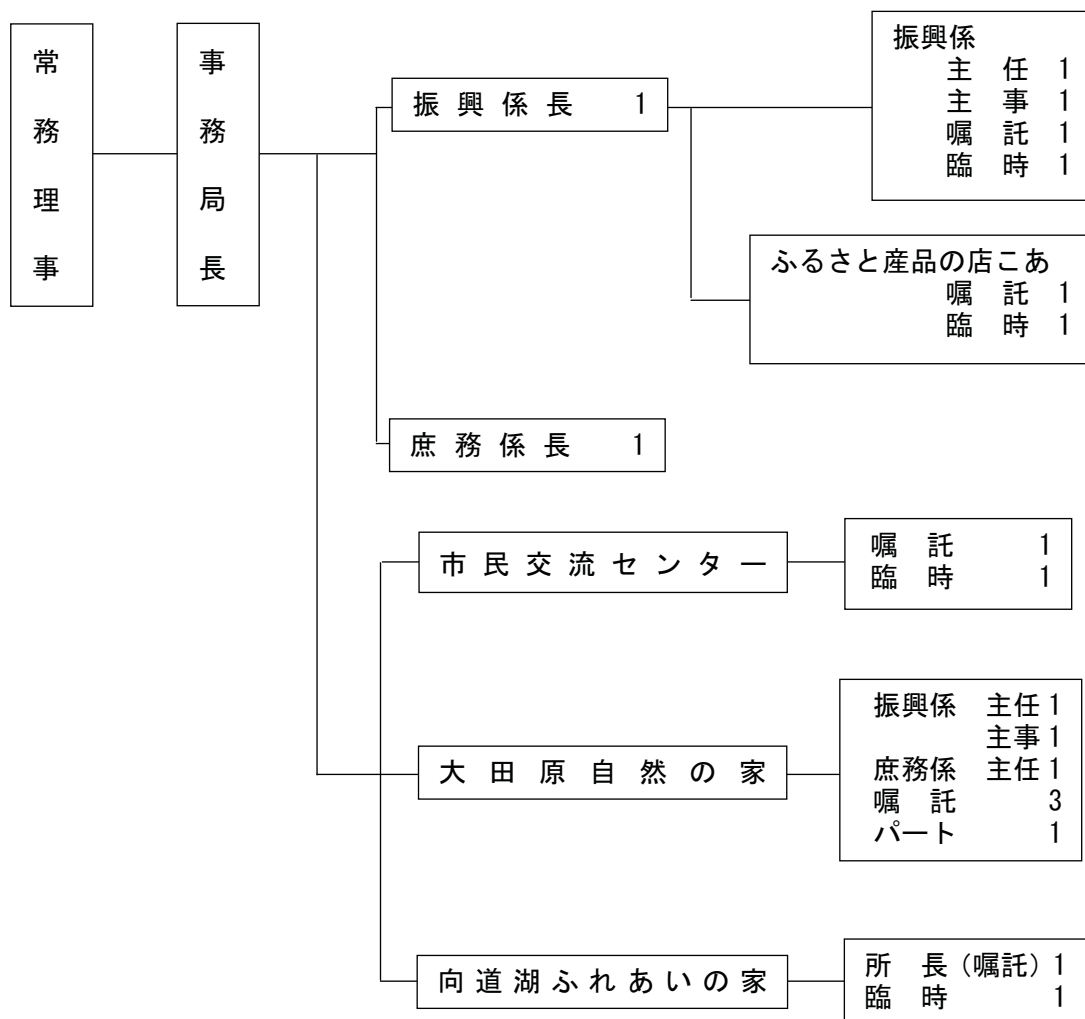 常務理事
事務局長
振興係長 1
振興係
主任 1
主事 1
嘱託 1
臨時 1
ふるさと産品の店こあ
嘱託 1
臨時 1
庶務係長 1
市民交流センター
嘱託 1
臨時 1
大田原自然の家
振興係 主任 1
主事 1
庶務係 主任 1
嘱託 3
パート 1
向道湖ふれあいの家
所長(嘱託) 1
臨時 1